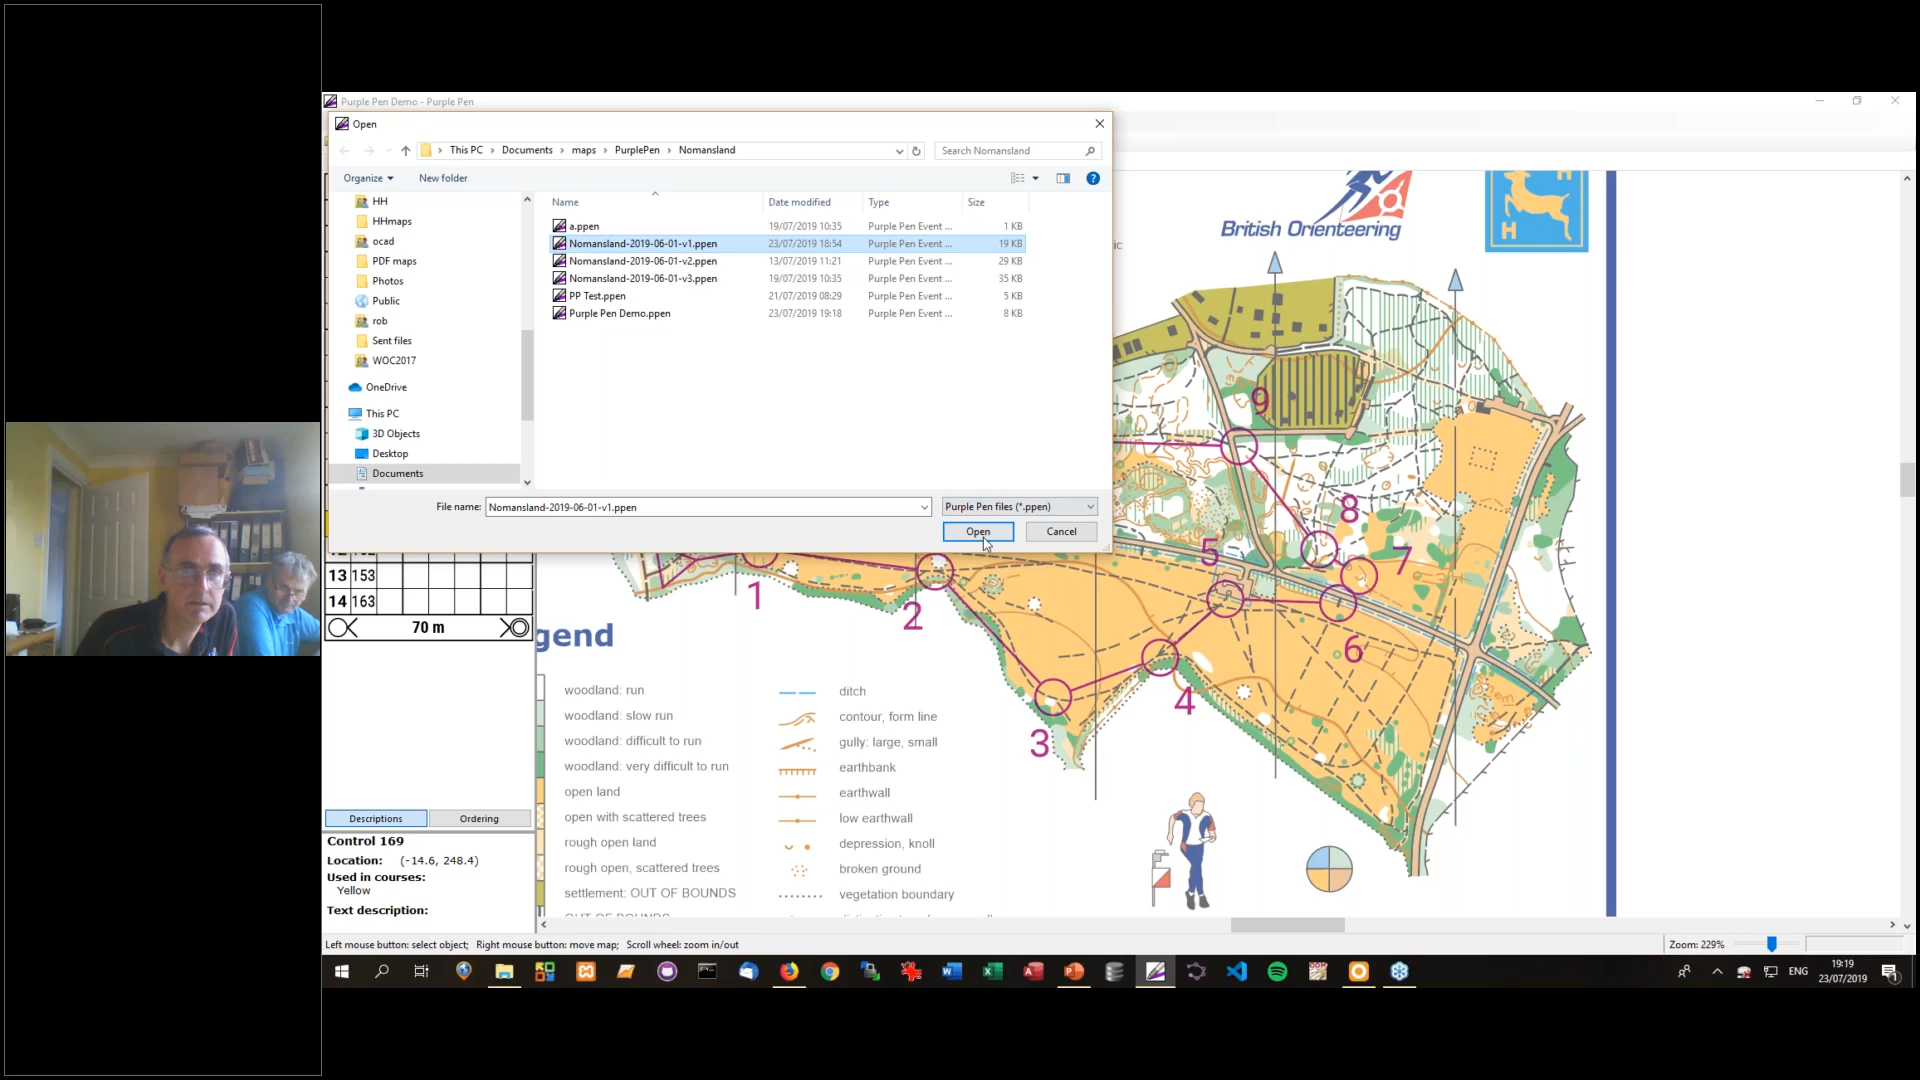 Purple Pen Demo - Purple Pen
Open
This PC > Documents > maps > PurplePen > Nomansland
Search Nomansland
Organize
New folder
HH
HHmaps
ocad
PDF maps
Photos
Public
rob
Sent files
WOC2017
OneDrive
This PC
3D Objects
Desktop
Documents
Name Date modified Type Size
a.ppen 19/07/2019 10:35 Purple Pen Event ... 1 KB
Nomansland-2019-06-01-v1.ppen 23/07/2019 18:54 Purple Pen Event ... 19 KB
Nomansland-2019-06-01-v2.ppen 13/07/2019 11:21 Purple Pen Event ... 29 KB
Nomansland-2019-06-01-v3.ppen 19/07/2019 10:35 Purple Pen Event ... 35 KB
PP Test.ppen 21/07/2019 08:29 Purple Pen Event ... 5 KB
Purple Pen Demo.ppen 23/07/2019 19:18 Purple Pen Event ... 8 KB
File name: Nomansland-2019-06-01-v1.ppen
Purple Pen files (*.ppen)
Open
Cancel
British Orienteering
H H
ic
9
8
7
5
6
4
3
2
1
13 153
14 163
70 m
gend
woodland: run
woodland: slow run
woodland: difficult to run
woodland: very difficult to run
open land
open with scattered trees
rough open land
rough open, scattered trees
settlement: OUT OF BOUNDS
OUT OF BOUNDS
ditch
contour, form line
gully: large, small
earthbank
earthwall
low earthwall
depression, knoll
broken ground
vegetation boundary
Descriptions
Ordering
Control 169
Location: (-14.6, 248.4)
Used in courses:
Yellow
Text description:
Left mouse button: select object; Right mouse button: move map; Scroll wheel: zoom in/out
Zoom: 229%
ENG
19:19
23/07/2019
1